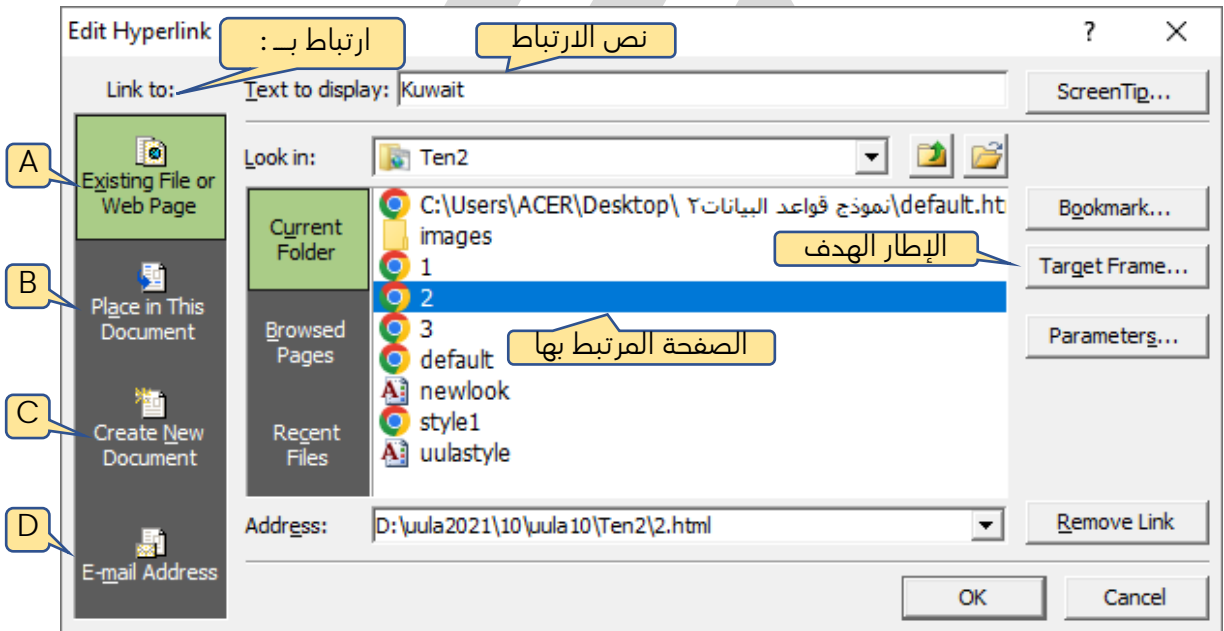 Edit Hyperlink
ارتباط بــ :
نص الارتباط
Link to:
Text to display: Kuwait
ScreenTip...
A
Existing File or
Web Page
B
Place in This
Document
C
Create New
Document
D
E-mail Address
Look in:
Ten2
Current
Folder
Browsed
Pages
Recent
Files
C:\Users\ACER\Desktop\نموذج قواعد البيانات٢\default.ht
images
1
2
3
default
newlook
style1
uulastyle
الإطار الهدف
الصفحة المرتبط بها
Bookmark...
Target Frame...
Parameters...
Address:
D:\uula2021\10\uula10\Ten2\2.html
Remove Link
OK
Cancel